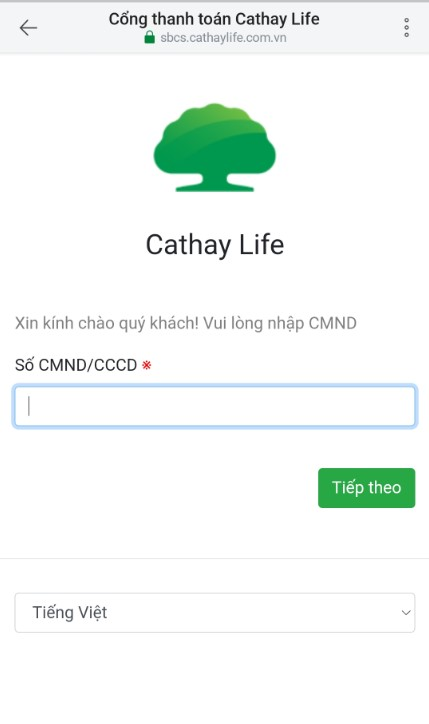 Cổng thanh toán Cathay Life
sbcs.cathaylife.com.vn
Cathay Life
Xin kính chào quý khách! Vui lòng nhập CMND
Số CMND/CCCD ※
Tiếp theo
Tiếng Việt